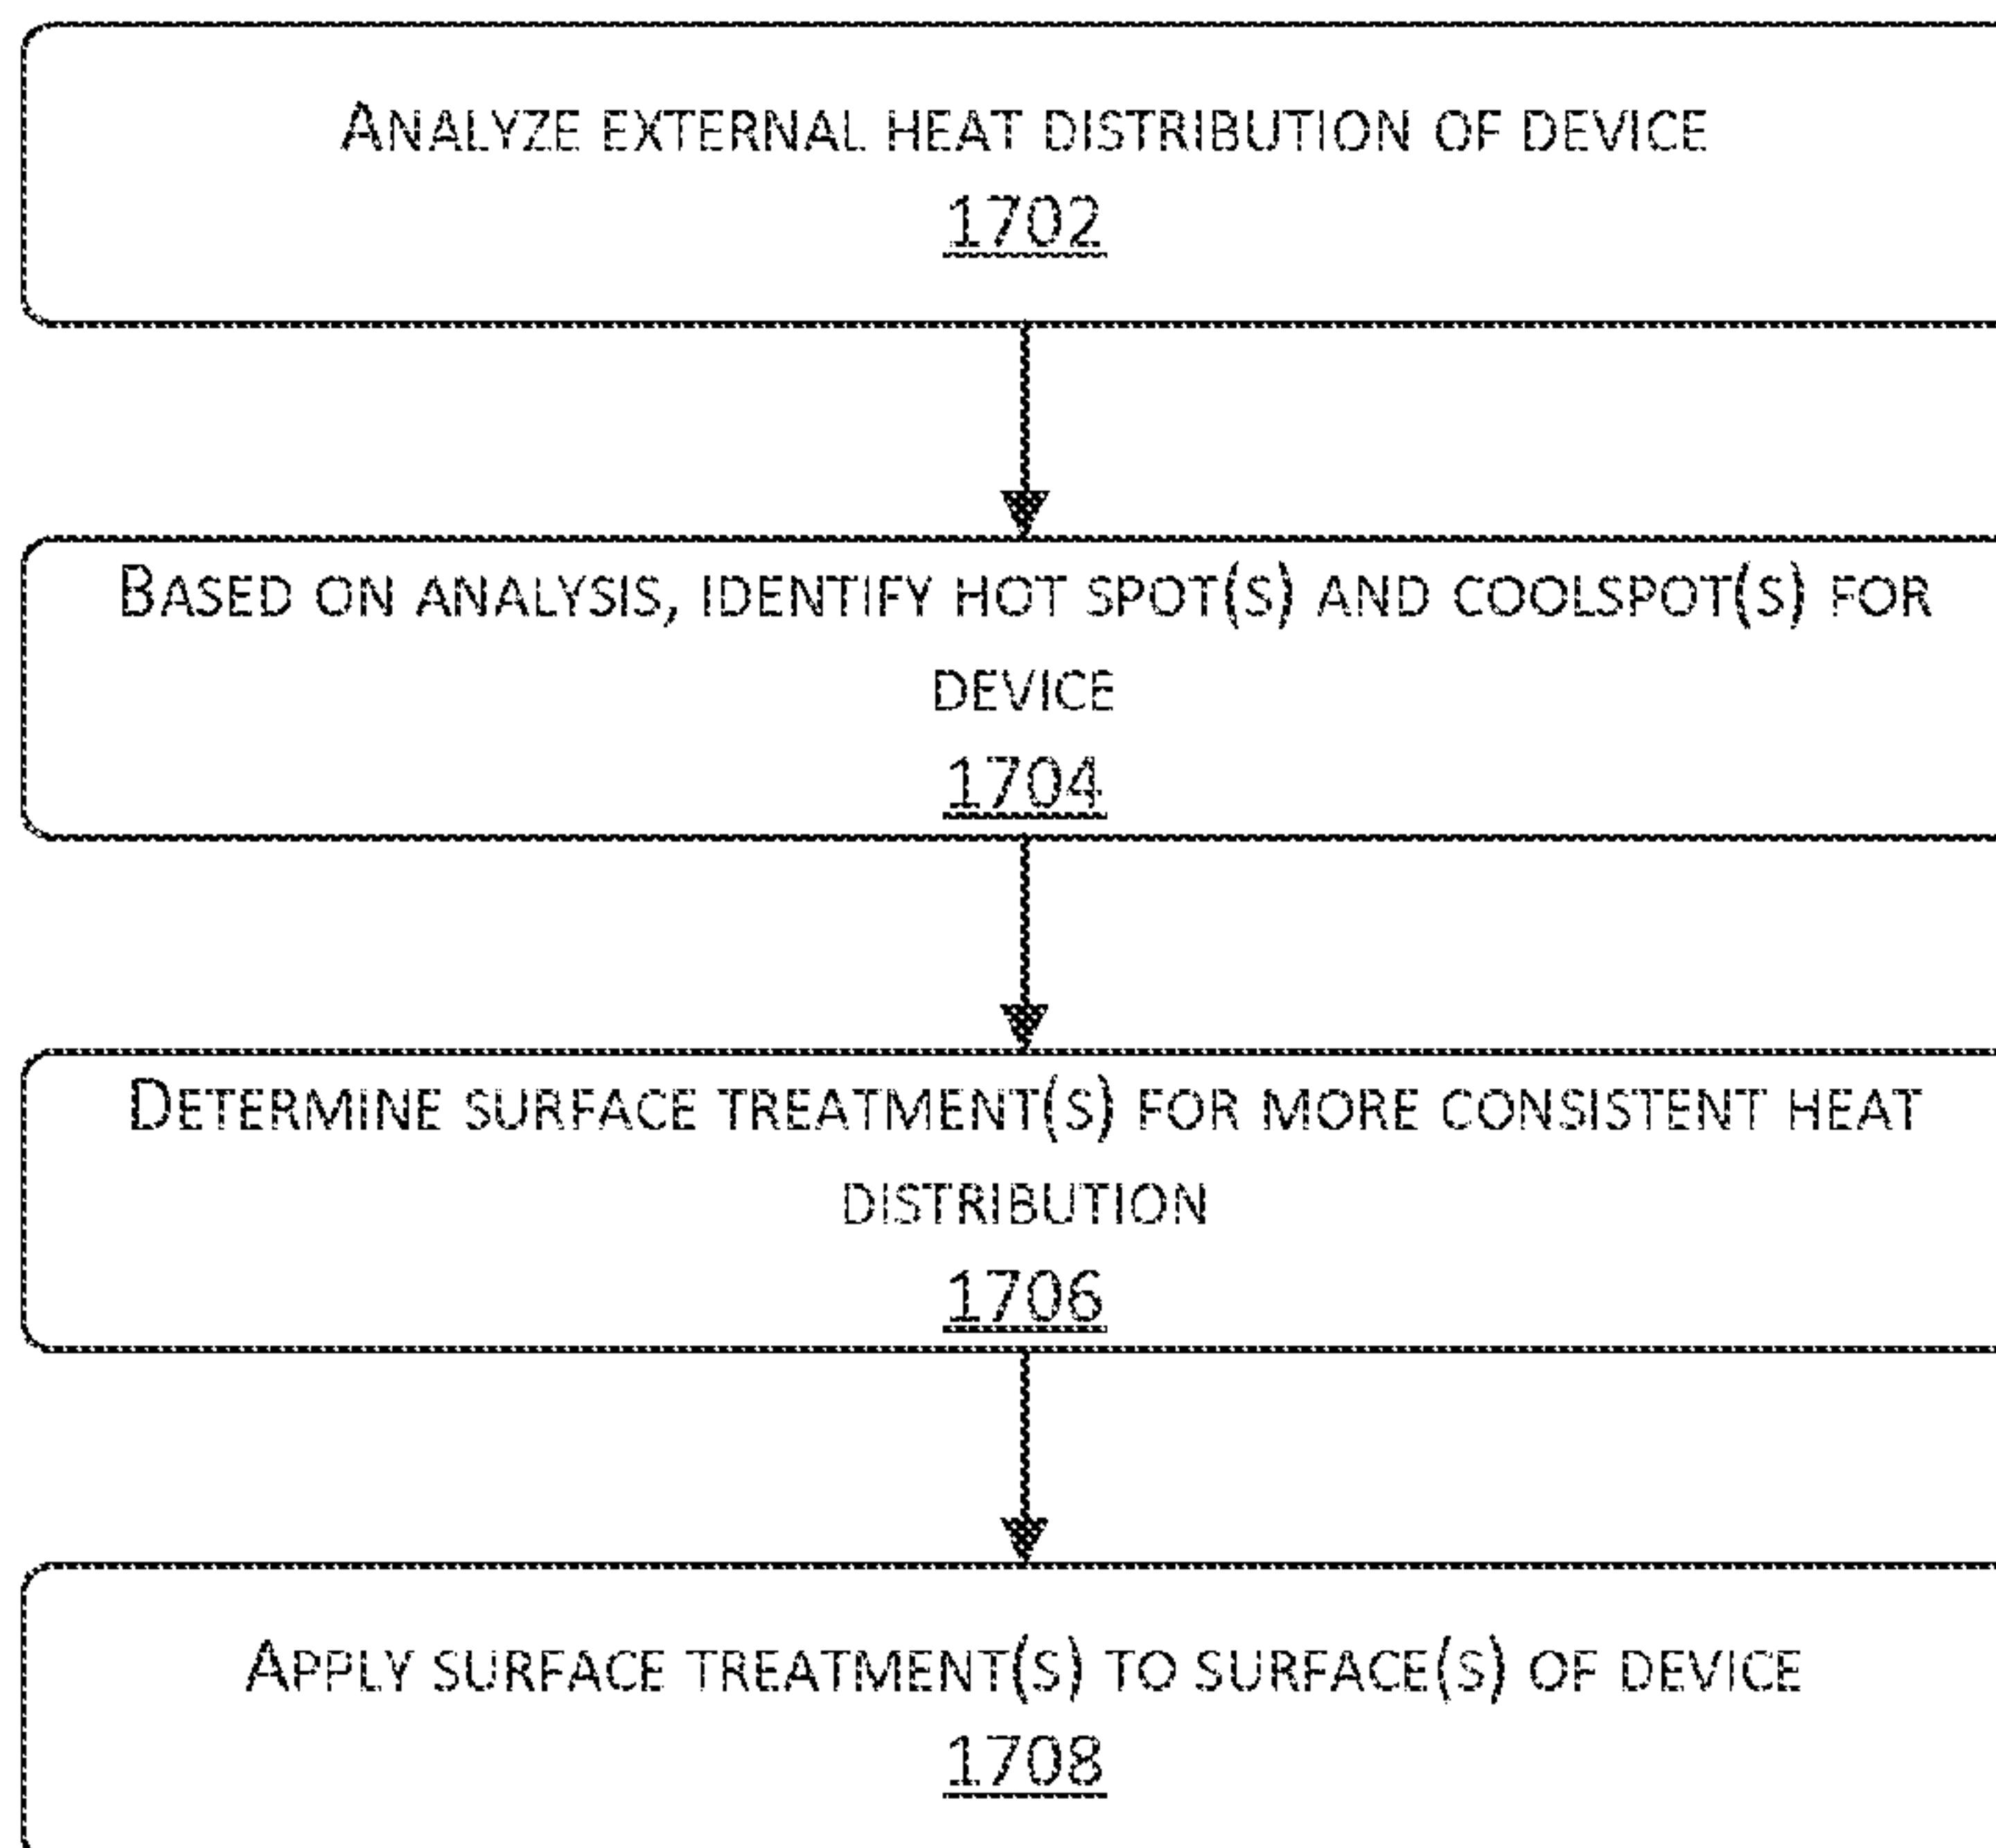 ANALYZE EXTERNAL HEAT DISTRIBUTION OF DEVICE
1702
BASED ON ANALYSIS, IDENTIFY HOT SPOT(S) AND COOLSPOT(S) FOR
DEVICE
1704
DETERMINE SURFACE TREATMENT(S) FOR MORE CONSISTENT HEAT
DISTRIBUTION
1706
APPLY SURFACE TREATMENT(S) TO SURFACE(S) OF DEVICE
1708